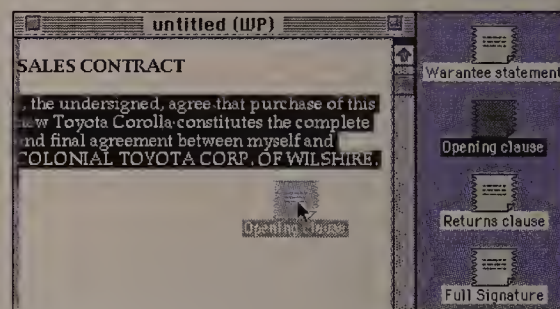 untitled (WP)
SALES CONTRACT
, the undersigned, agree that purchase of this
ew Toyota Corolla constitutes the complete
nd final agreement between myself and
COLONIAL TOYOTA CORP. OF WILSHIRE.
Opening clause
Warantee statement
Opening clause
Returns clause
Full Signature